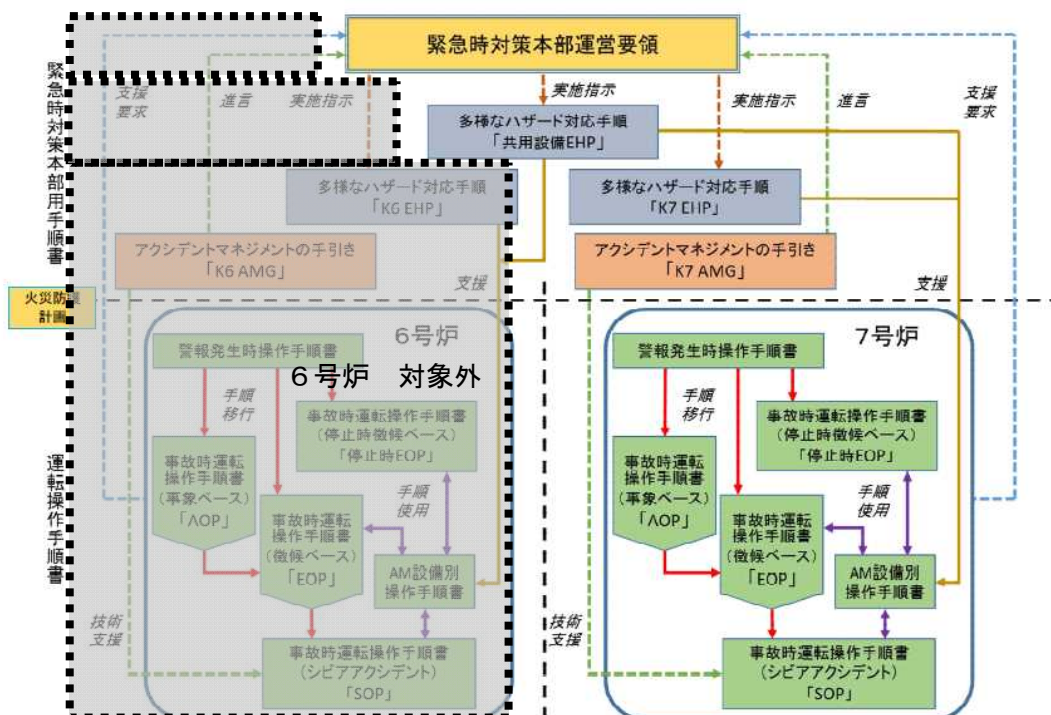 緊急時対策本部運営要領
緊急時対策本部用手順書
支援
要求
進言
実施指示
実施指示
実施指示
進言
支援
要求
多様なハザード対応手順
「共用設備EHP」
多様なハザード対応手順
「K6 EHP」
多様なハザード対応手順
「K7 EHP」
アクシデントマネジメントの手引き
「K6 AMG」
アクシデントマネジメントの手引き
「K7 AMG」
支援
支援
火災防護
計画
運転操作手順書
6号炉
警報発生時操作手順書
6号炉 対象外
手順
移行
事故時運転操作手順書
(停止時徴候ベース)
「停止時EOP」
事故時運転
操作手順書
(事象ベース)
「AOP」
手順
使用
事故時運転
操作手順書
(徴候ベース)
「EOP」
AM設備別
操作手順書
技術
支援
事故時運転操作手順書
(シビアアクシデント)
「SOP」
7号炉
警報発生時操作手順書
手順
移行
事故時運転操作手順書
(停止時徴候ベース)
「停止時EOP」
事故時運転
操作手順書
(事象ベース)
「AOP」
手順
使用
事故時運転
操作手順書
(徴候ベース)
「EOP」
AM設備別
操作手順書
技術
支援
事故時運転操作手順書
(シビアアクシデント)
「SOP」